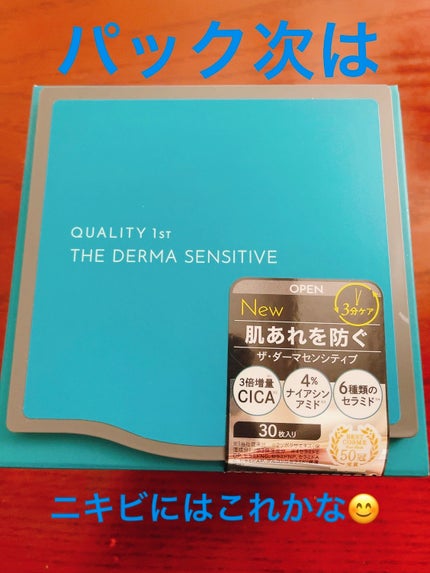 パック次は
QUALITY 1ST
THE DERMA SENSITIVE
OPEN
New
3分ケア
肌あれを防ぐ
ザ・ダーマセンシティブ
3倍増量
CICA
4%
ナイアシン
アミド
6種類の
セラミド
30枚入り
50冠
ニキビにはこれかな😊